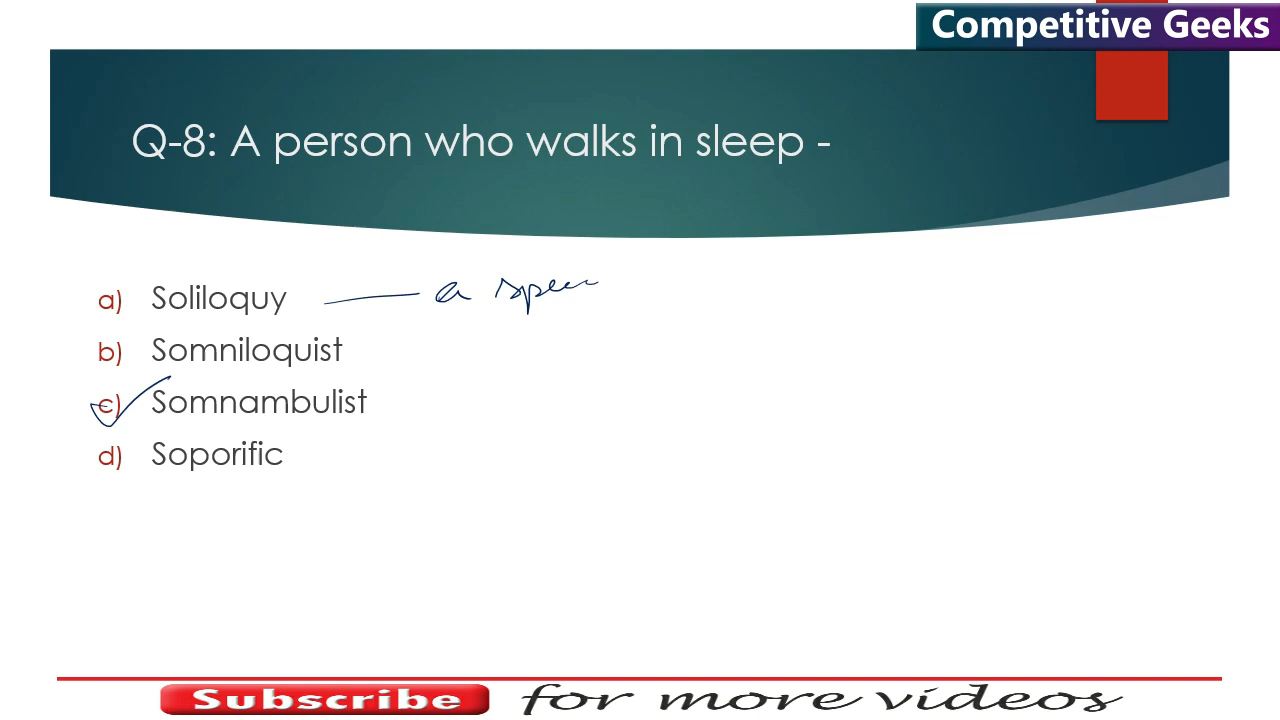 Competitive Geeks
Q-8: A person who walks in sleep -
a) Soliloquy — a
b) Somniloquist
c) Somnambulist
d) Soporific
Subscribe for more videos